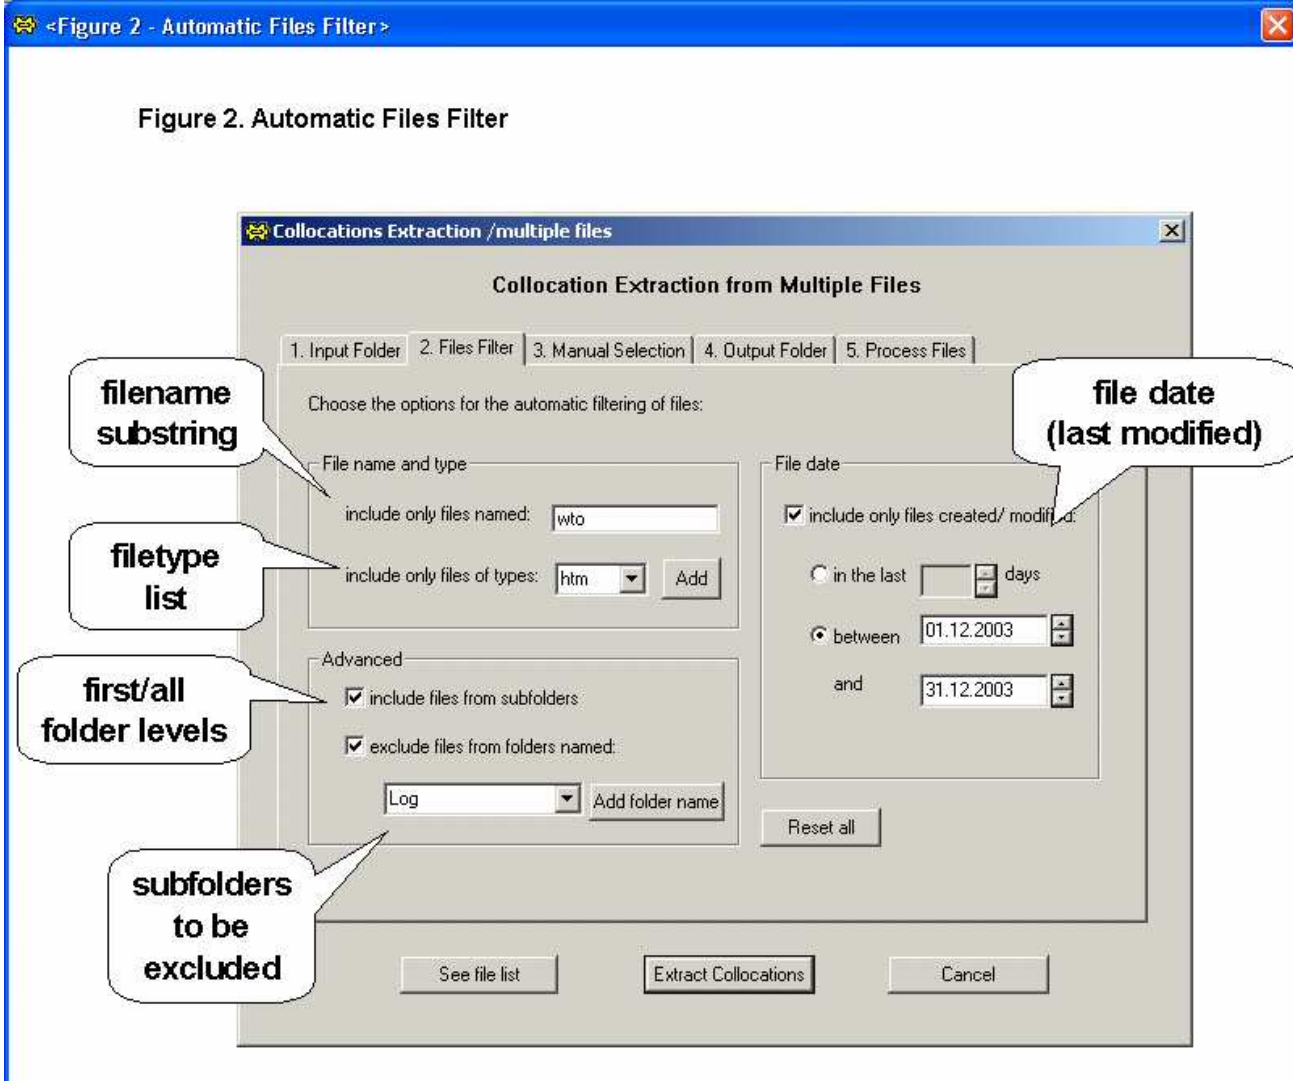 <Figure 2 - Automatic Files Filter>
Figure 2. Automatic Files Filter
Collocations Extraction /multiple files
Collocation Extraction from Multiple Files
1. Input Folder 2. Files Filter 3. Manual Selection 4. Output Folder 5. Process Files
filename
substring
file date
(last modified)
Choose the options for the automatic filtering of files:
File name and type
include only files named: wto
filetype
list
include only files of types: htm Add
File date
include only files created/ modified:
in the last days
between 01.12.2003
and 31.12.2003
first/all
folder levels
Advanced
include files from subfolders
exclude files from folders named:
Log Add folder name
Reset all
subfolders
to be
excluded
See file list Extract Collocations Cancel